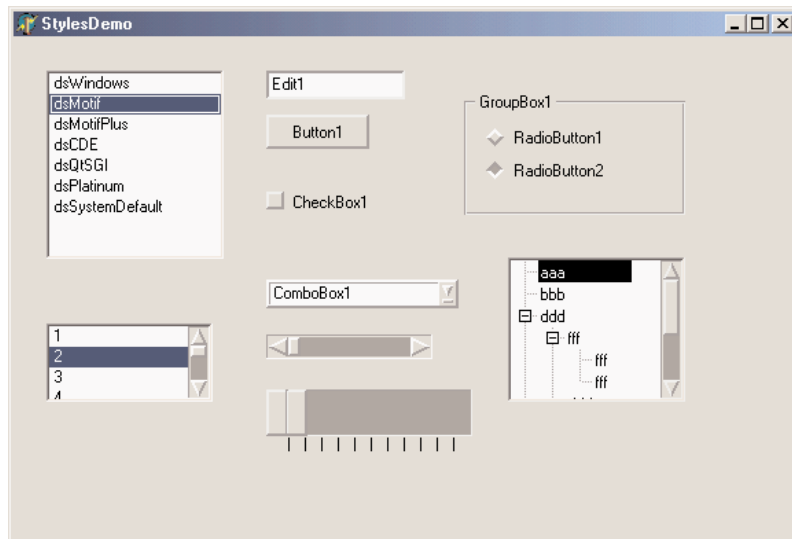 StylesDemo
dsWindows
dsMotif
dsMotifPlus
dsCDE
dsQtSGI
dsPlatinum
dsSystemDefault
Edit1
Button1
CheckBox1
GroupBox1
RadioButton1
RadioButton2
ComboBox1
1
2
3
4
aaa
bbb
ddd
fff
fff
fff